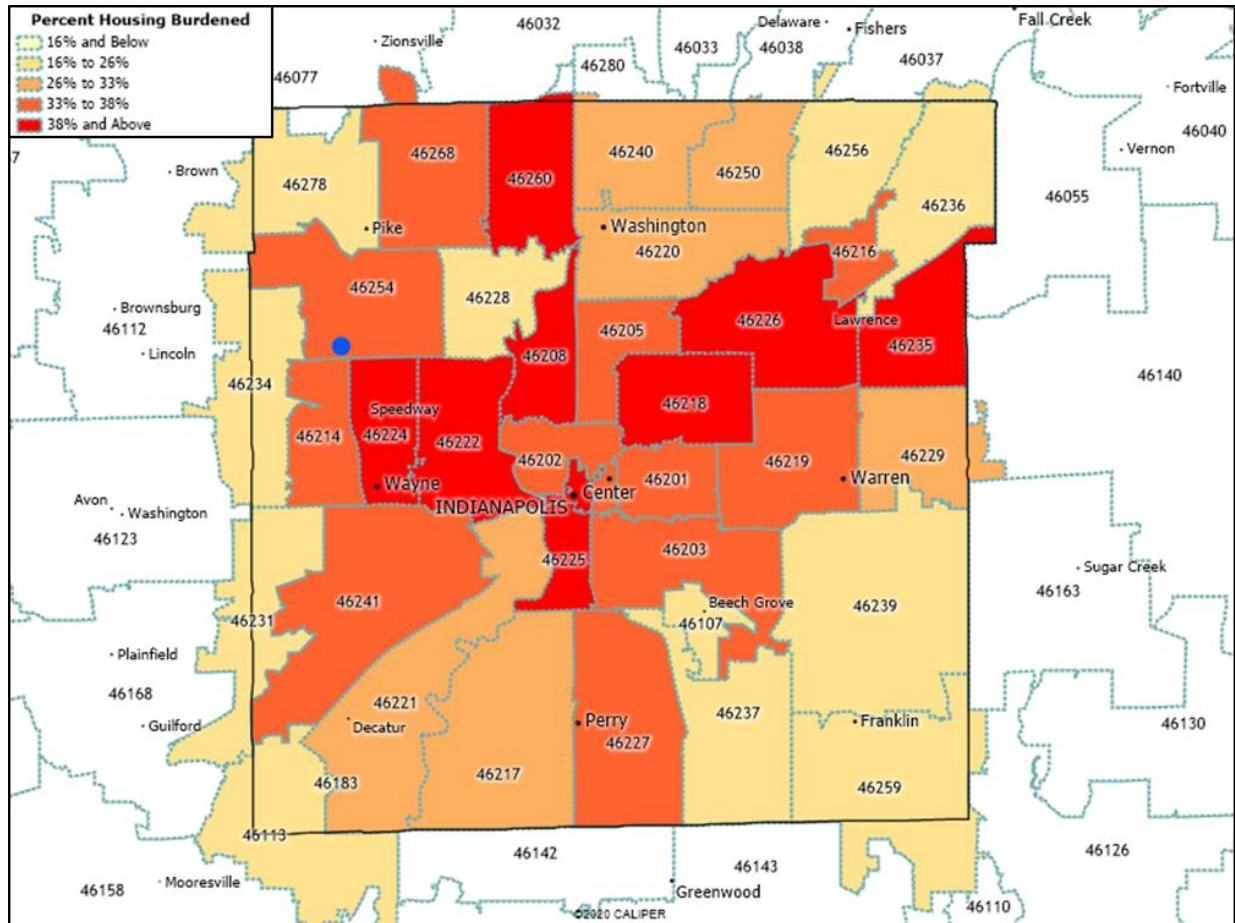 Percent Housing Burdened
16% and Below
16% to 26%
26% to 33%
33% to 38%
38% and Above
46032
Delaware
Fishers
Fall Creek
Zionsville
46033
46038
46037
46280
46077
Fortville
46040
Brown
Vernon
46268
46260
46240
46250
46256
46278
46236
46055
Pike
Washington
46220
46216
46254
46228
Brownsburg
46112
Lincoln
46205
46226
Lawrence
46235
46208
46140
46234
46218
Speedway
46214
46224
46222
46202
46219
46229
Wayne
Center
46201
Warren
INDIANAPOLIS
Avon
Washington
46123
46225
46203
Sugar Creek
46163
46241
Beech Grove
46107
46239
46231
Plainfield
46168
46221
46237
Guilford
Decatur
Perry
Franklin
46130
46227
46217
46183
46259
46113
46142
46143
46126
46158
Mooresville
Greenwood
46110
©2020 CALIPER